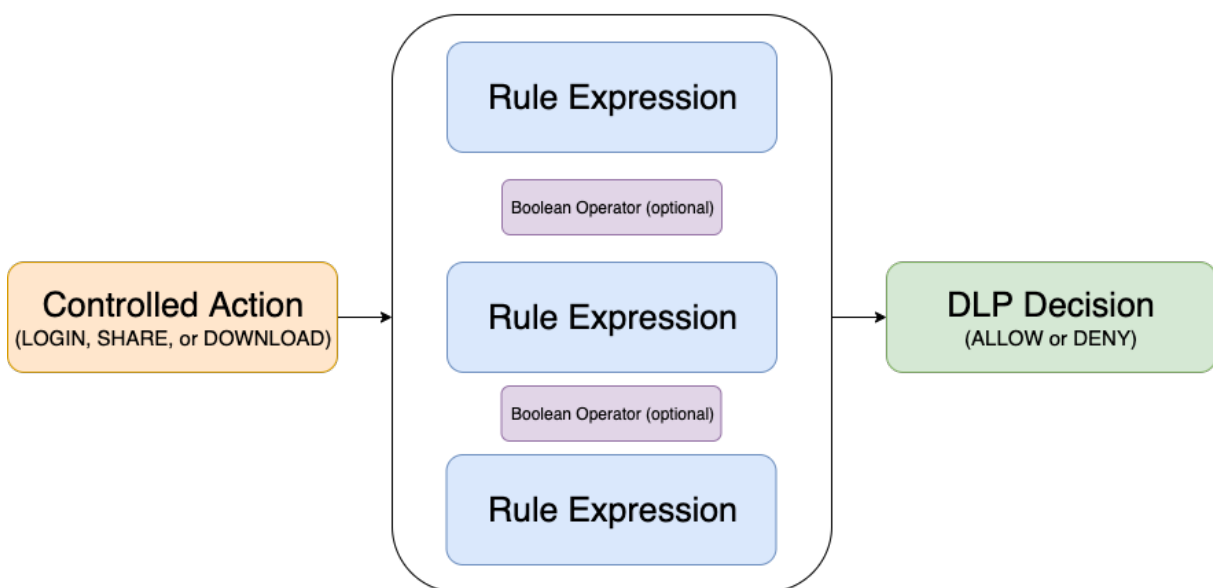 Rule Expression
Boolean Operator (optional)
Controlled Action
(LOGIN, SHARE, or DOWNLOAD)
Rule Expression
DLP Decision
(ALLOW or DENY)
Boolean Operator (optional)
Rule Expression